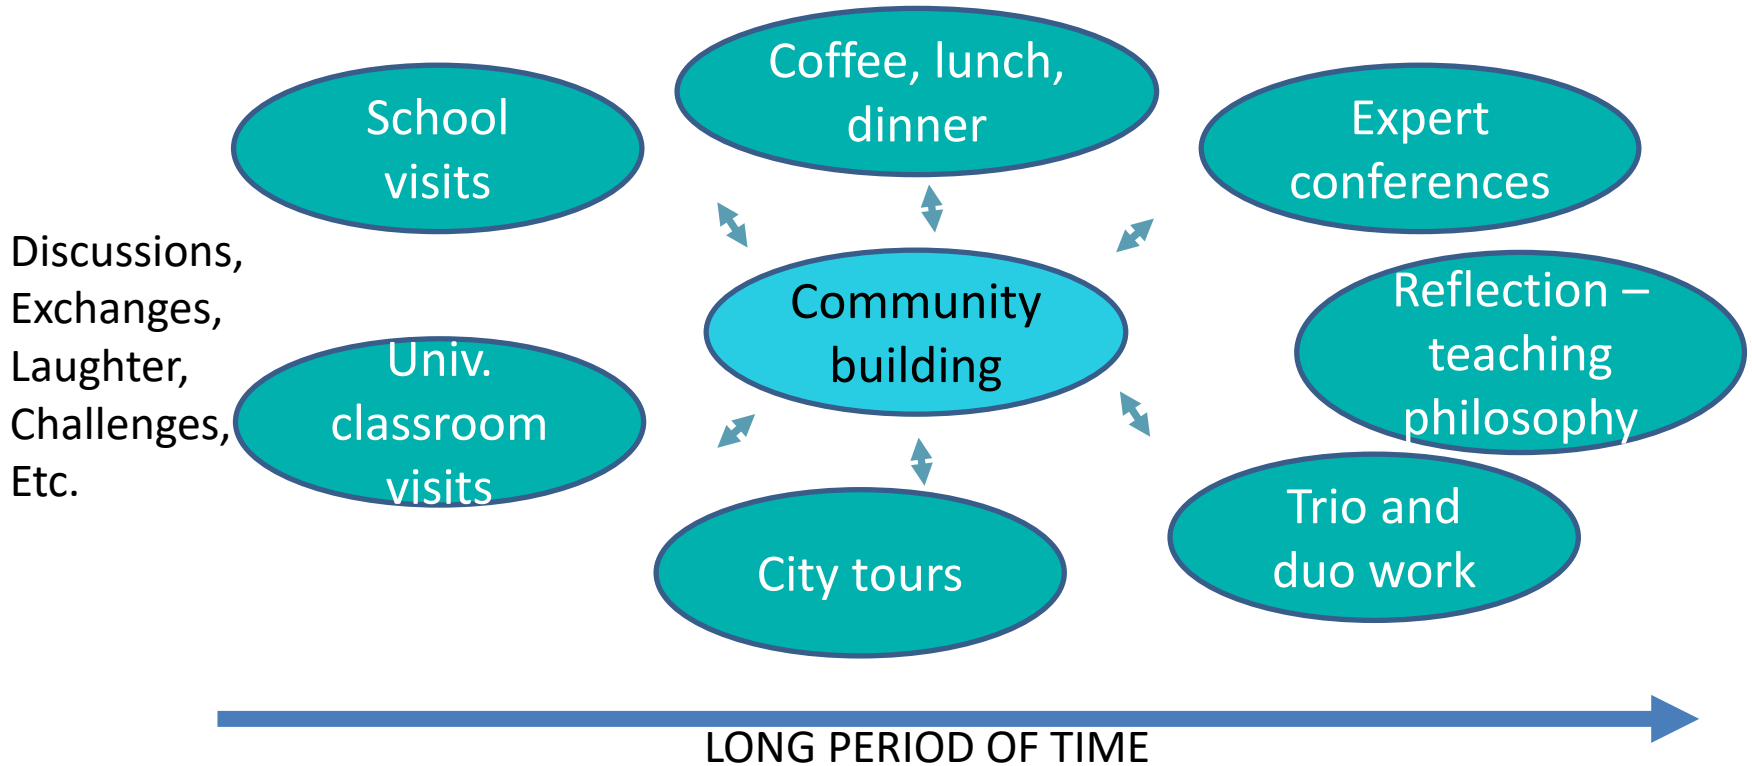 School
visits
Coffee, lunch,
dinner
Expert
conferences
Discussions,
Exchanges,
Laughter,
Challenges,
Etc.
Community
building
Reflection –
teaching
philosophy
Univ.
classroom
visits
City tours
Trio and
duo work
LONG PERIOD OF TIME